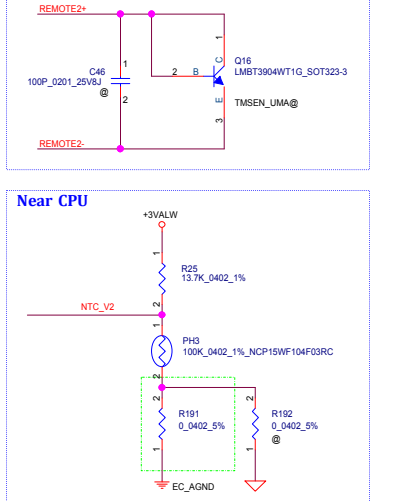 REMOTE2+
1
C46
100P_0201_25V8J
@
2
1
C
2 B
E
3
Q16
LMBT3904WT1G_SOT323-3
TMSEN_UMA@
REMOTE2-
Near CPU
+3VALW
1
R25
13.7K_0402_1%
2
NTC_V2
1
PH3
100K_0402_1%_NCP15WF104F03RC
2
2
R191
0_0402_5%
1
2
R192
0_0402_5%
@
1
EC_AGND